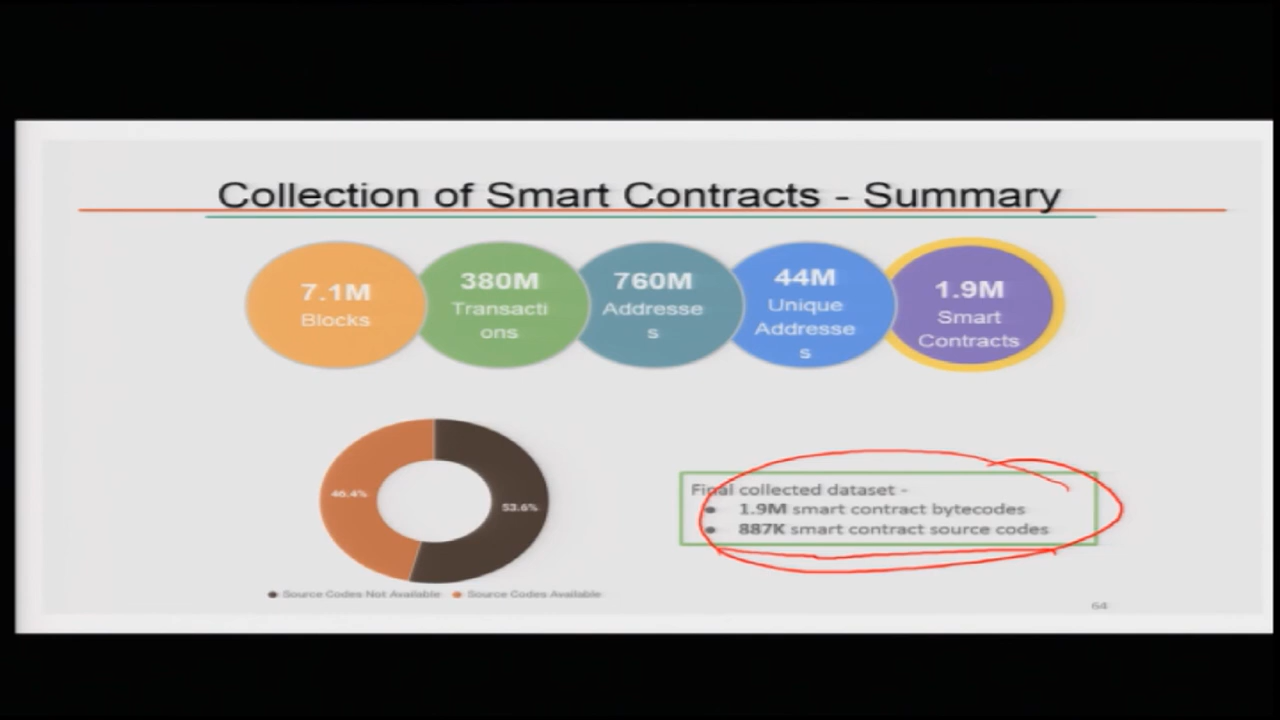 Collection of Smart Contracts - Summary
7.1M
Blocks
380M
Transacti
ons
760M
Addresse
s
44M
Unique
Addresse
s
1.9M
Smart
Contracts
46.4%
53.6%
Source Codes Not Available
Source Codes Available
Final collected dataset -
● 1.9M smart contract bytecodes
● 887K smart contract source codes
64